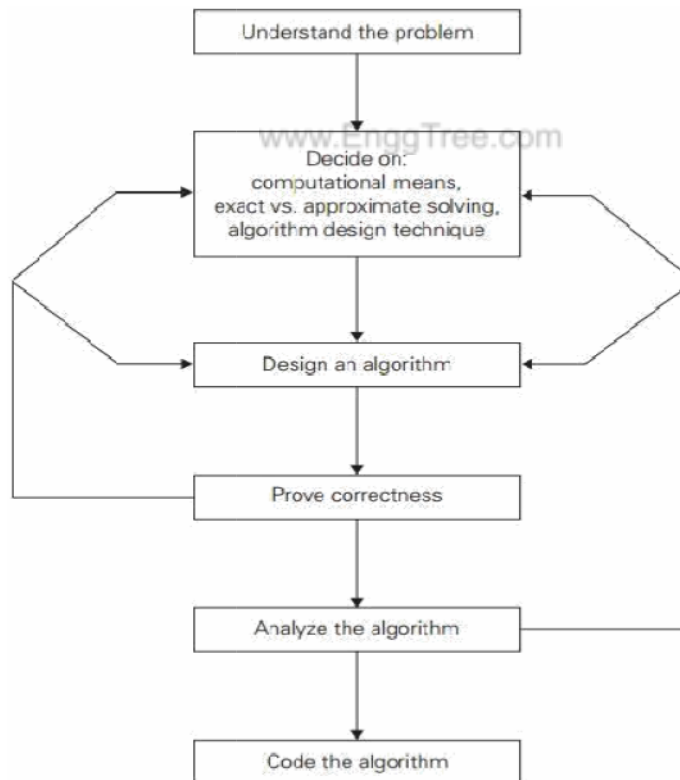 Understand the problem
www.EnggTree.com
Decide on:
computational means,
exact vs. approximate solving,
algorithm design technique
Design an algorithm
Prove correctness
Analyze the algorithm
Code the algorithm